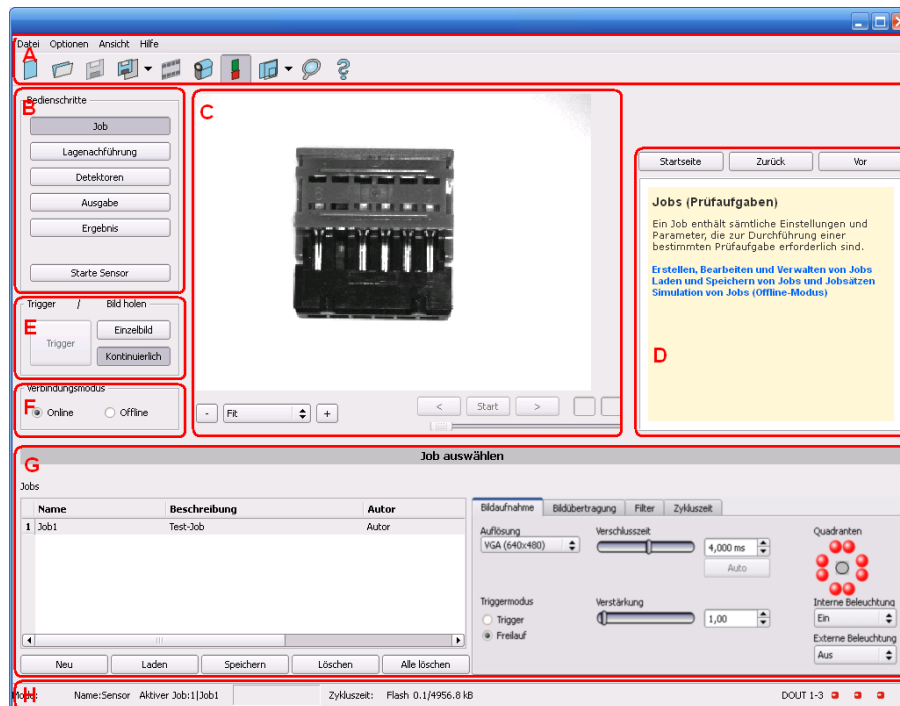 Datei Optionen Ansicht Hilfe
A
B
Bedienschritte
Job
Lagenachführung
Detektoren
Ausgabe
Ergebnis
Starte Sensor
C
Fit
- +
< Start >
Startseite Zurück Vor
Jobs (Prüfaufgaben)
Ein Job enthält sämtliche Einstellungen und
Parameter, die zur Durchführung einer
bestimmten Prüfaufgabe erforderlich sind.
Erstellen, Bearbeiten und Verwalten von Jobs
Laden und Speichern von Jobs und Jobsätzen
Simulation von Jobs (Offline-Modus)
D
Trigger / Bild holen
E
Trigger
Einzelbild
Kontinuierlich
Verbindungsmodus
F
Online Offline
G
Job auswählen
Jobs
Name Beschreibung Autor
1 Job1 Test-Job Autor
Neu Laden Speichern Löschen Alle löschen
Bildaufnahme Bildübertragung Filter Zykluszeit
Auflösung Verschlusszeit Quadranten
VGA (640x480) 4,000 ms
Auto
Triggermodus Verstärkung Interne Beleuchtung
Trigger 1,00 Ein
Freilauf Externe Beleuchtung
Aus
H
Name:Sensor Aktiver Job:1|Job1 Zykluszeit: Flash 0.1/4956.8 kB DOUT 1-3